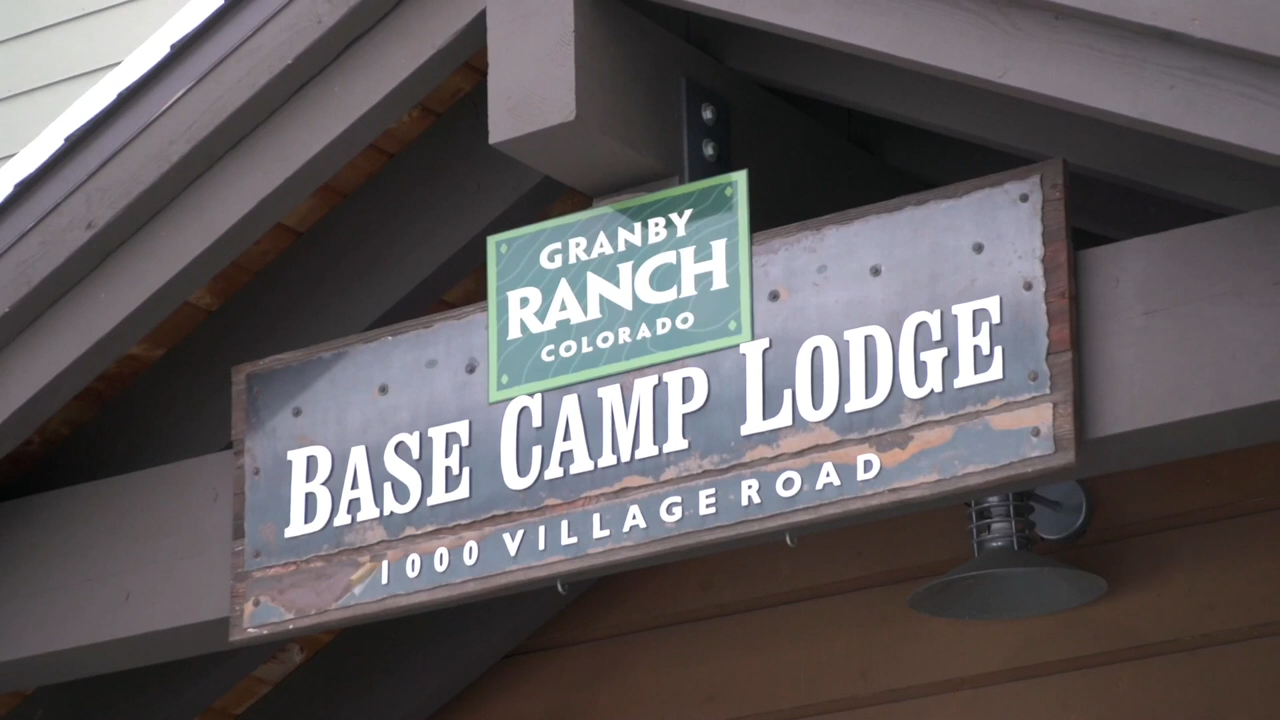 GRANBY
RANCH
COLORADO
BASE CAMP LODGE
1000 VILLAGE ROAD